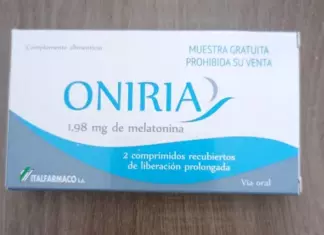 Complemento alimenticio
MUESTRA GRATUITA
PROHIBIDA SU VENTA
ONIRIA
1,98 mg de melatonina
2 comprimidos recubiertos
de liberación prolongada
ITALFARMACO S.A.
Vía oral